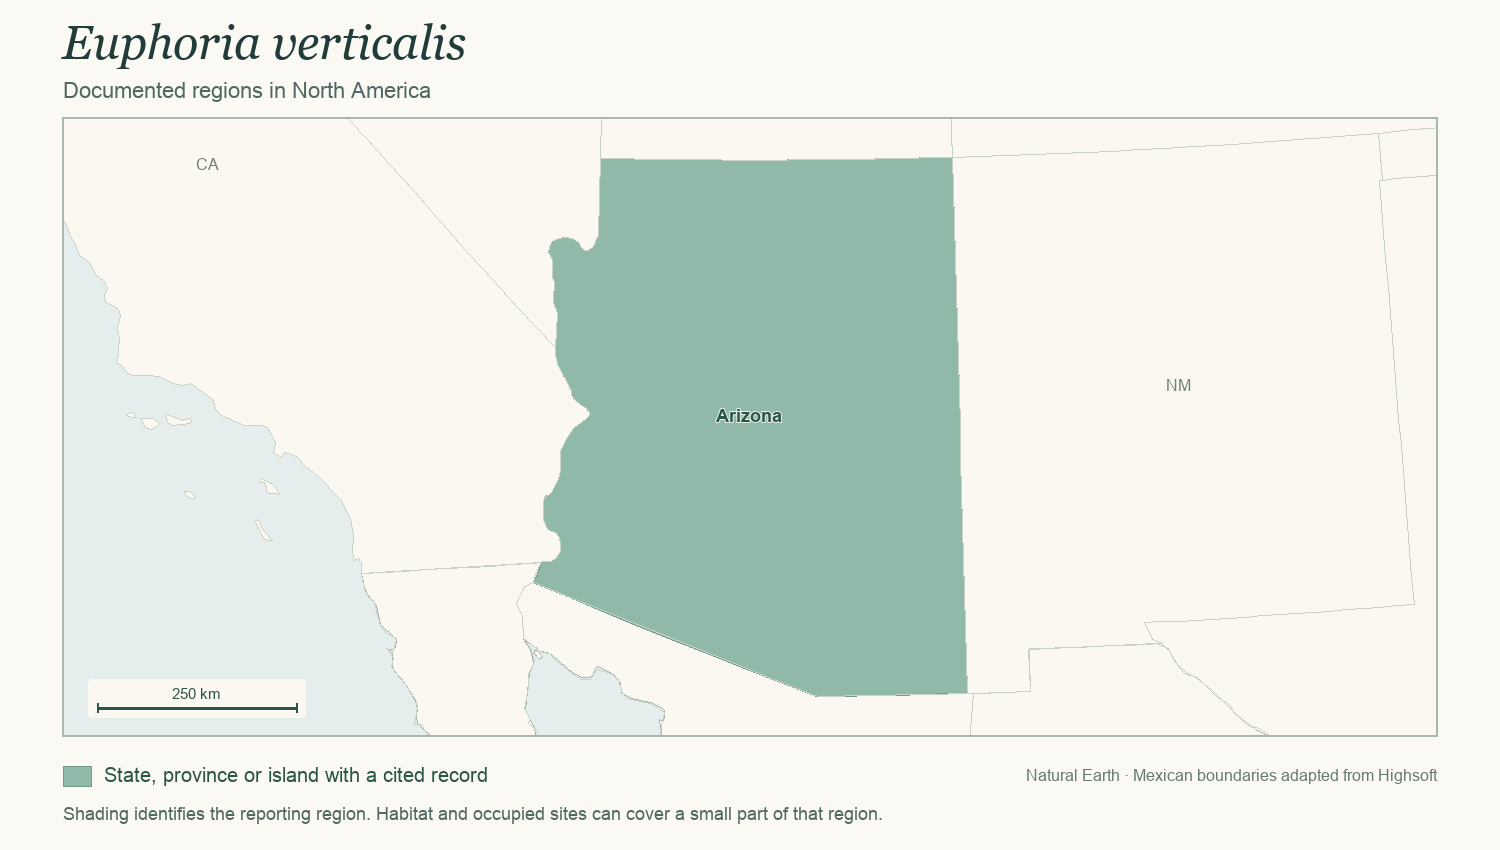 Euphoria verticalis
Documented regions in North America
CA
NM
Arizona
250 km
State, province or island with a cited record
Natural Earth · Mexican boundaries adapted from Highsoft
Shading identifies the reporting region. Habitat and occupied sites can cover a small part of that region.